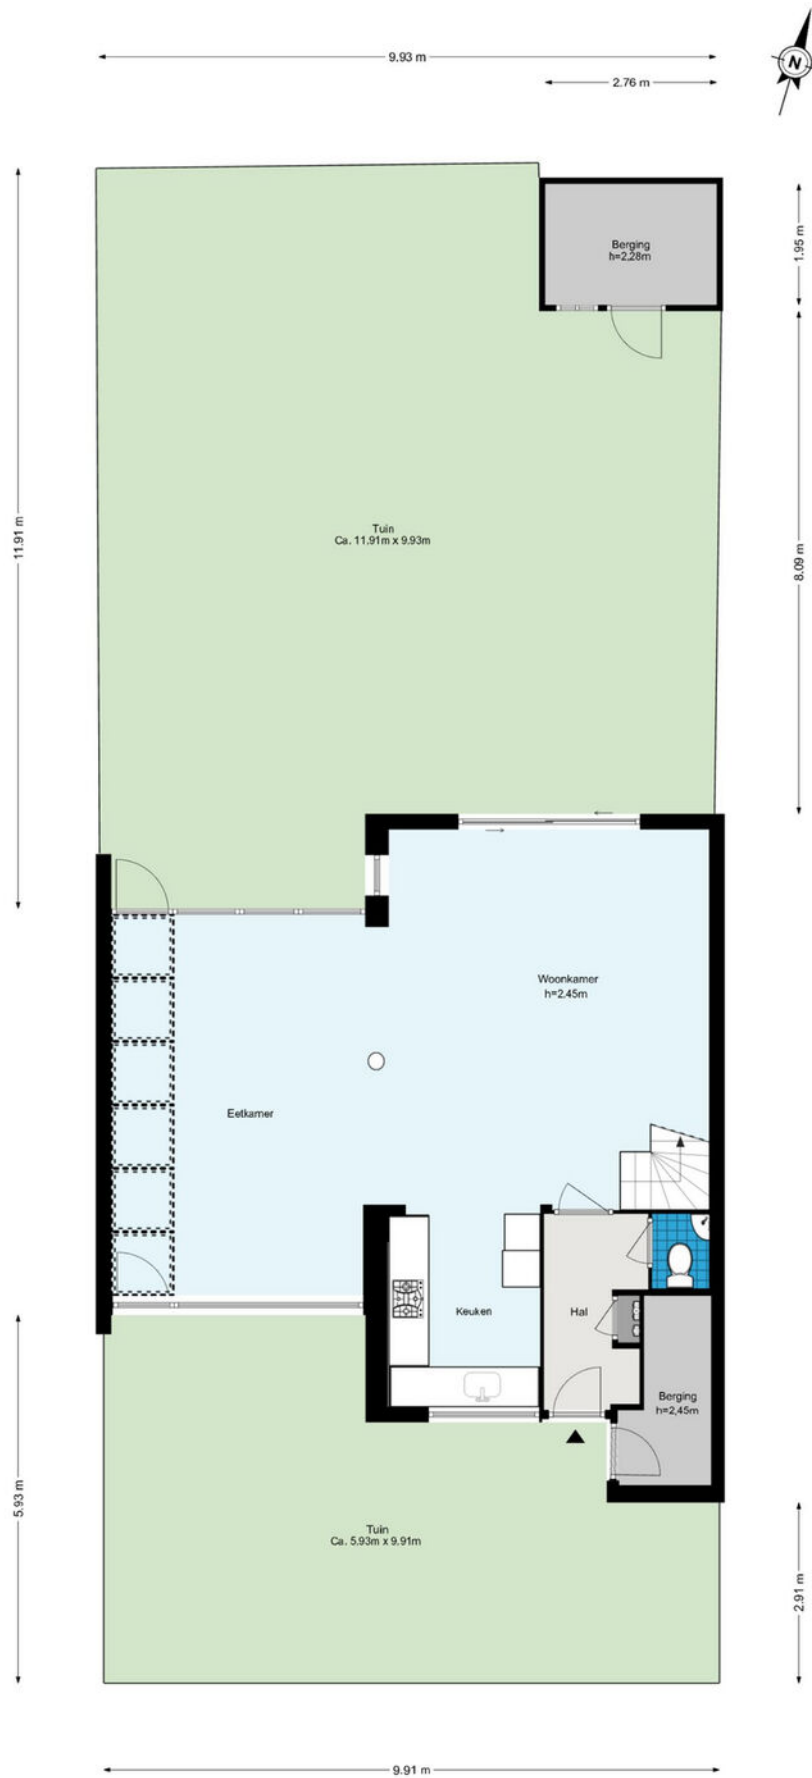 9.93 m
N
2.76 m
1.95 m
Berging
h=2,28m
11.91 m
Tuin
Ca. 11.91m x 9.93m
8.09 m
Woonkamer
h=2.45m
Eetkamer
Keuken
Hal
Berging
h=2,45m
5.93 m
Tuin
Ca. 5.93m x 9.91m
2.91 m
9.91 m